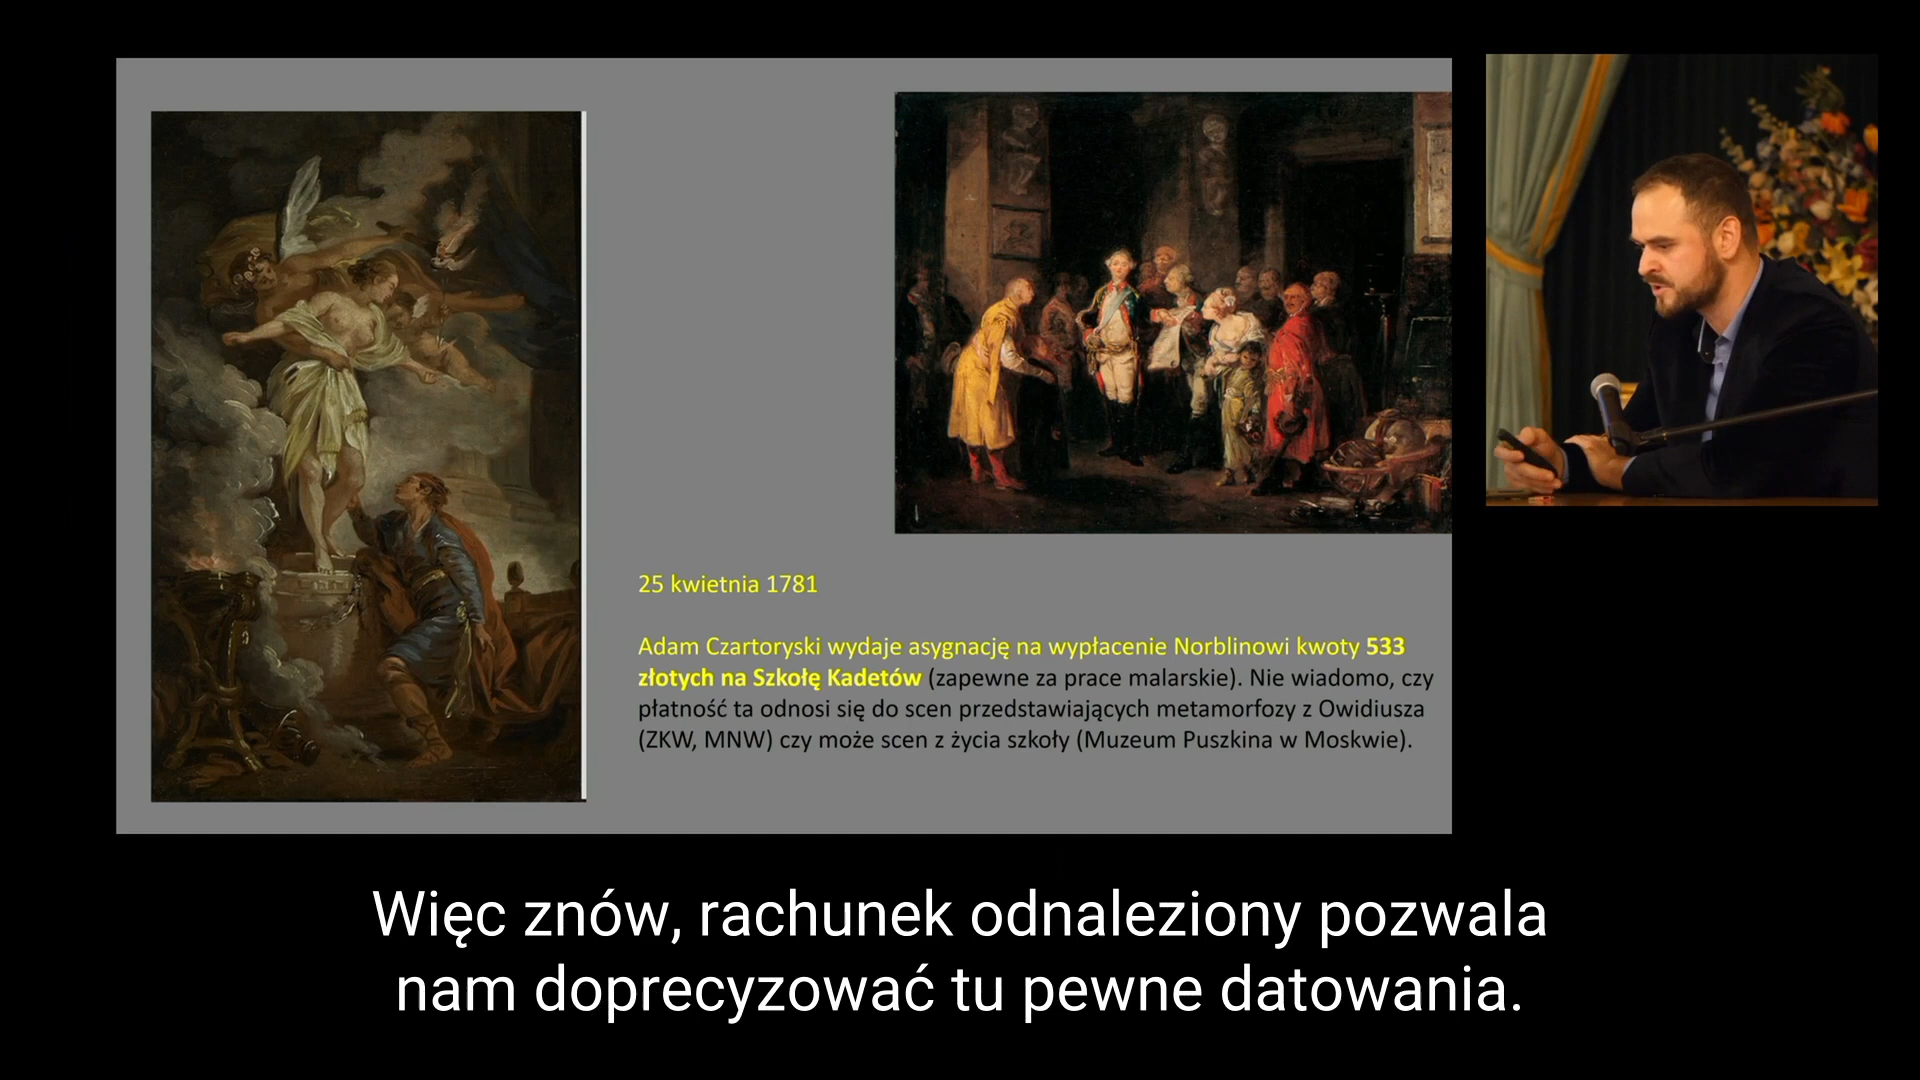 25 kwietnia 1781
Adam Czartoryski wydaje asygnację na wypłacenie Norblinowi kwoty 533
złotych na Szkołę Kadetów (zapewne za prace malarskie). Nie wiadomo, czy
płatność ta odnosi się do scen przedstawiających metamorfozy z Owidiusza
(ZKW, MNW) czy może scen z życia szkoły (Muzeum Puszkina w Moskwie).
Więc znów, rachunek odnaleziony pozwala
nam doprecyzować tu pewne datowania.